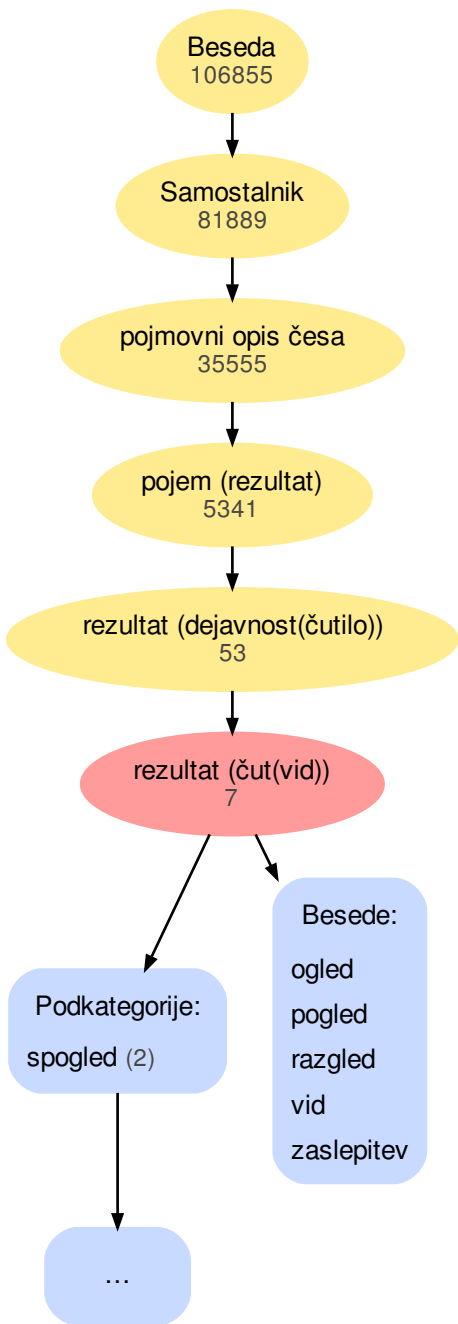 Beseda
106855
Samostalnik
81889
pojmovni opis česa
35555
pojem (rezultat)
5341
rezultat (dejavnost(čutilo))
53
rezultat (čut(vid))
7
Besede:
ogled
pogled
razgled
vid
zaslepitev
Podkategorije:
spogled (2)
...